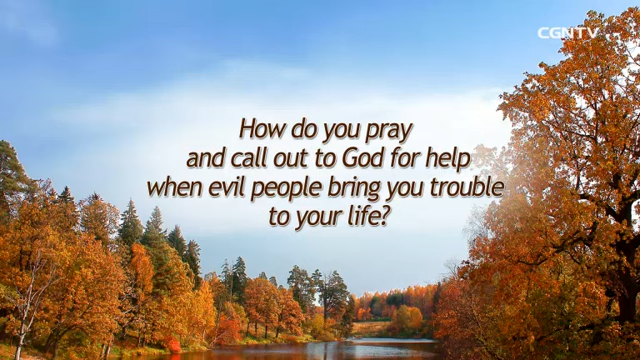 CGNTV
How do you pray
and call out to God for help
when evil people bring you trouble
to your life?